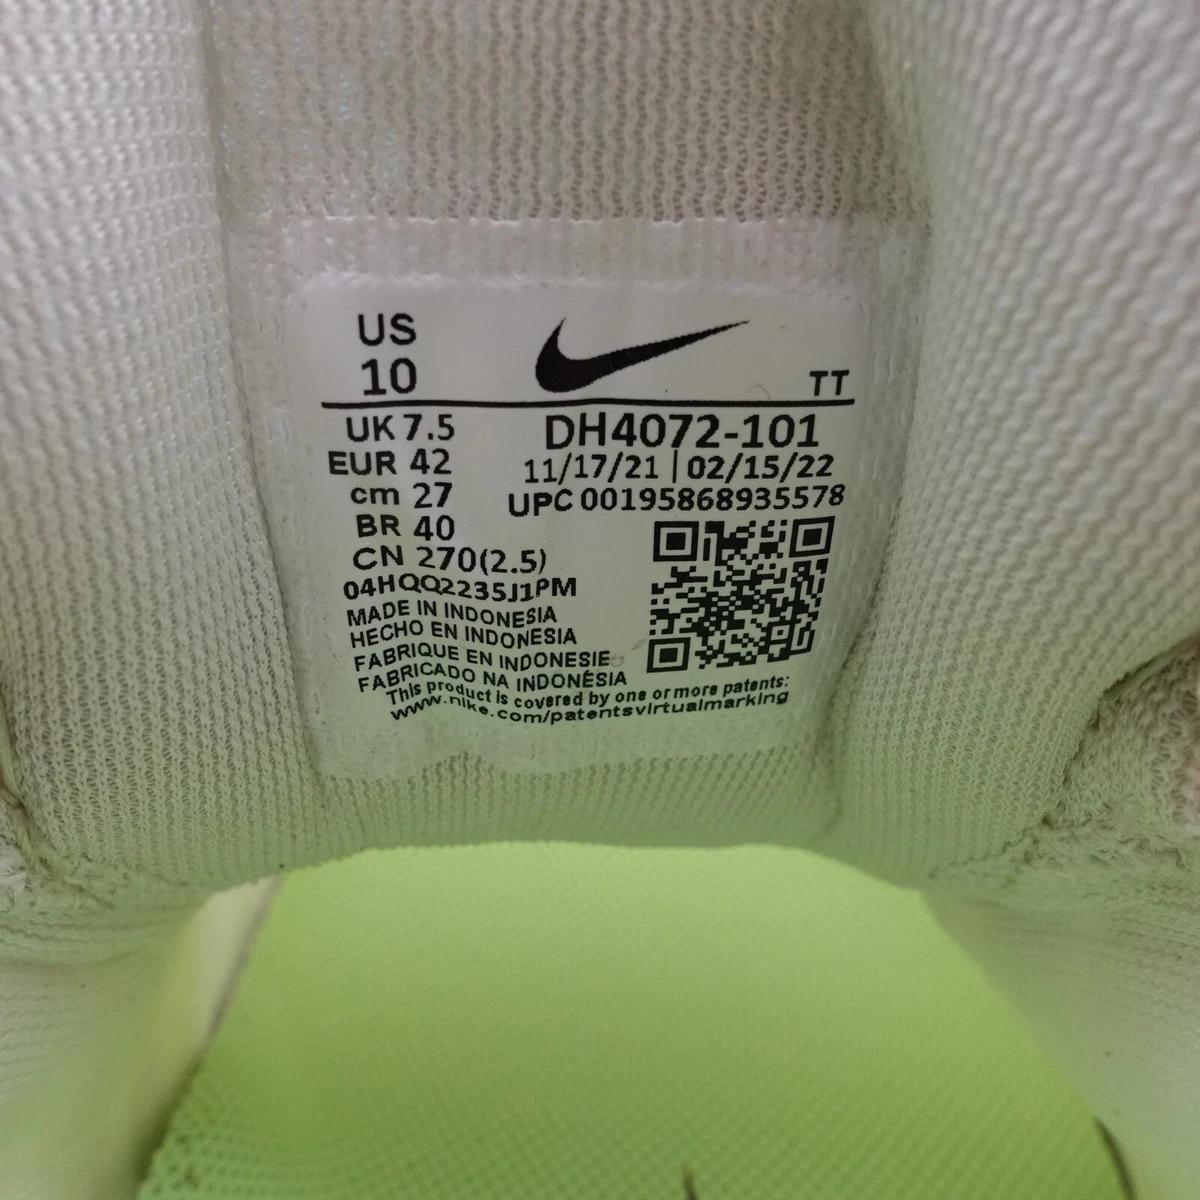 US
10
TT
UK 7.5
DH4072-101
EUR 42
11/17/21 | 02/15/22
cm 27
UPC 00195868935578
BR 40
CN 270(2.5)
04HQQ2235J1PM
MADE IN INDONESIA
HECHO EN INDONESIA
FABRIQUE EN INDONESIE
FABRICADO NA INDONÉSIA
This product is covered by one or more patents:
www.nike.com/patentsvirtualmarking